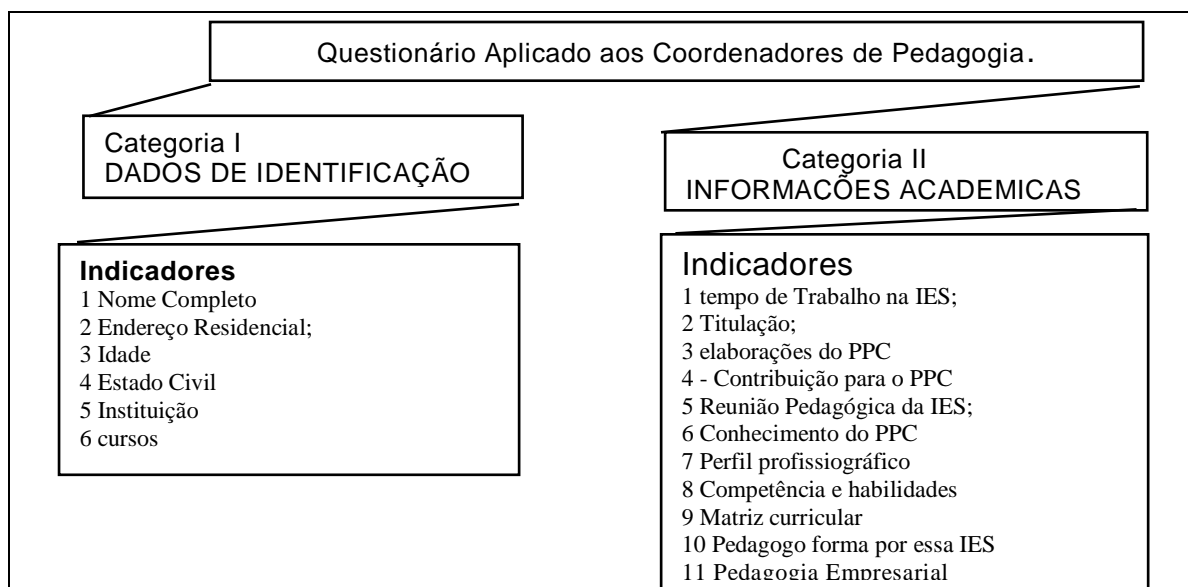 Questionário Aplicado aos Coordenadores de Pedagogia.
Categoria I
DADOS DE IDENTIFICAÇÃO
Categoria II
INFORMACÕES ACADEMICAS
Indicadores
1 Nome Completo
2 Endereço Residencial;
3 Idade
4 Estado Civil
5 Instituição
6 cursos
Indicadores
1 tempo de Trabalho na IES;
2 Titulação;
3 elaborações do PPC
4 - Contribuição para o PPC
5 Reunião Pedagógica da IES;
6 Conhecimento do PPC
7 Perfil profissiográfico
8 Competência e habilidades
9 Matriz curricular
10 Pedagogo forma por essa IES
11 Pedagogia Empresarial